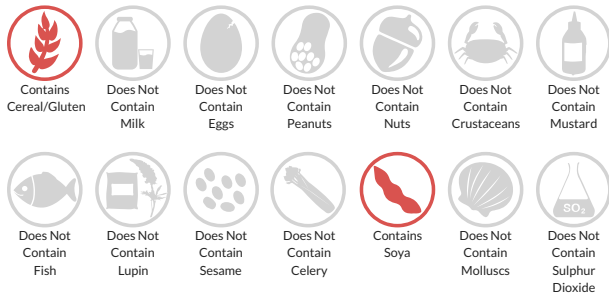 Contains
Cereal/Gluten
Does Not
Contain
Milk
Does Not
Contain
Eggs
Does Not
Contain
Peanuts
Does Not
Contain
Nuts
Does Not
Contain
Crustaceans
Does Not
Contain
Mustard
Does Not
Contain
Fish
Does Not
Contain
Lupin
Does Not
Contain
Sesame
Does Not
Contain
Celery
Contains
Soya
Does Not
Contain
Molluscs
SO₂
Does Not
Contain
Sulphur
Dioxide